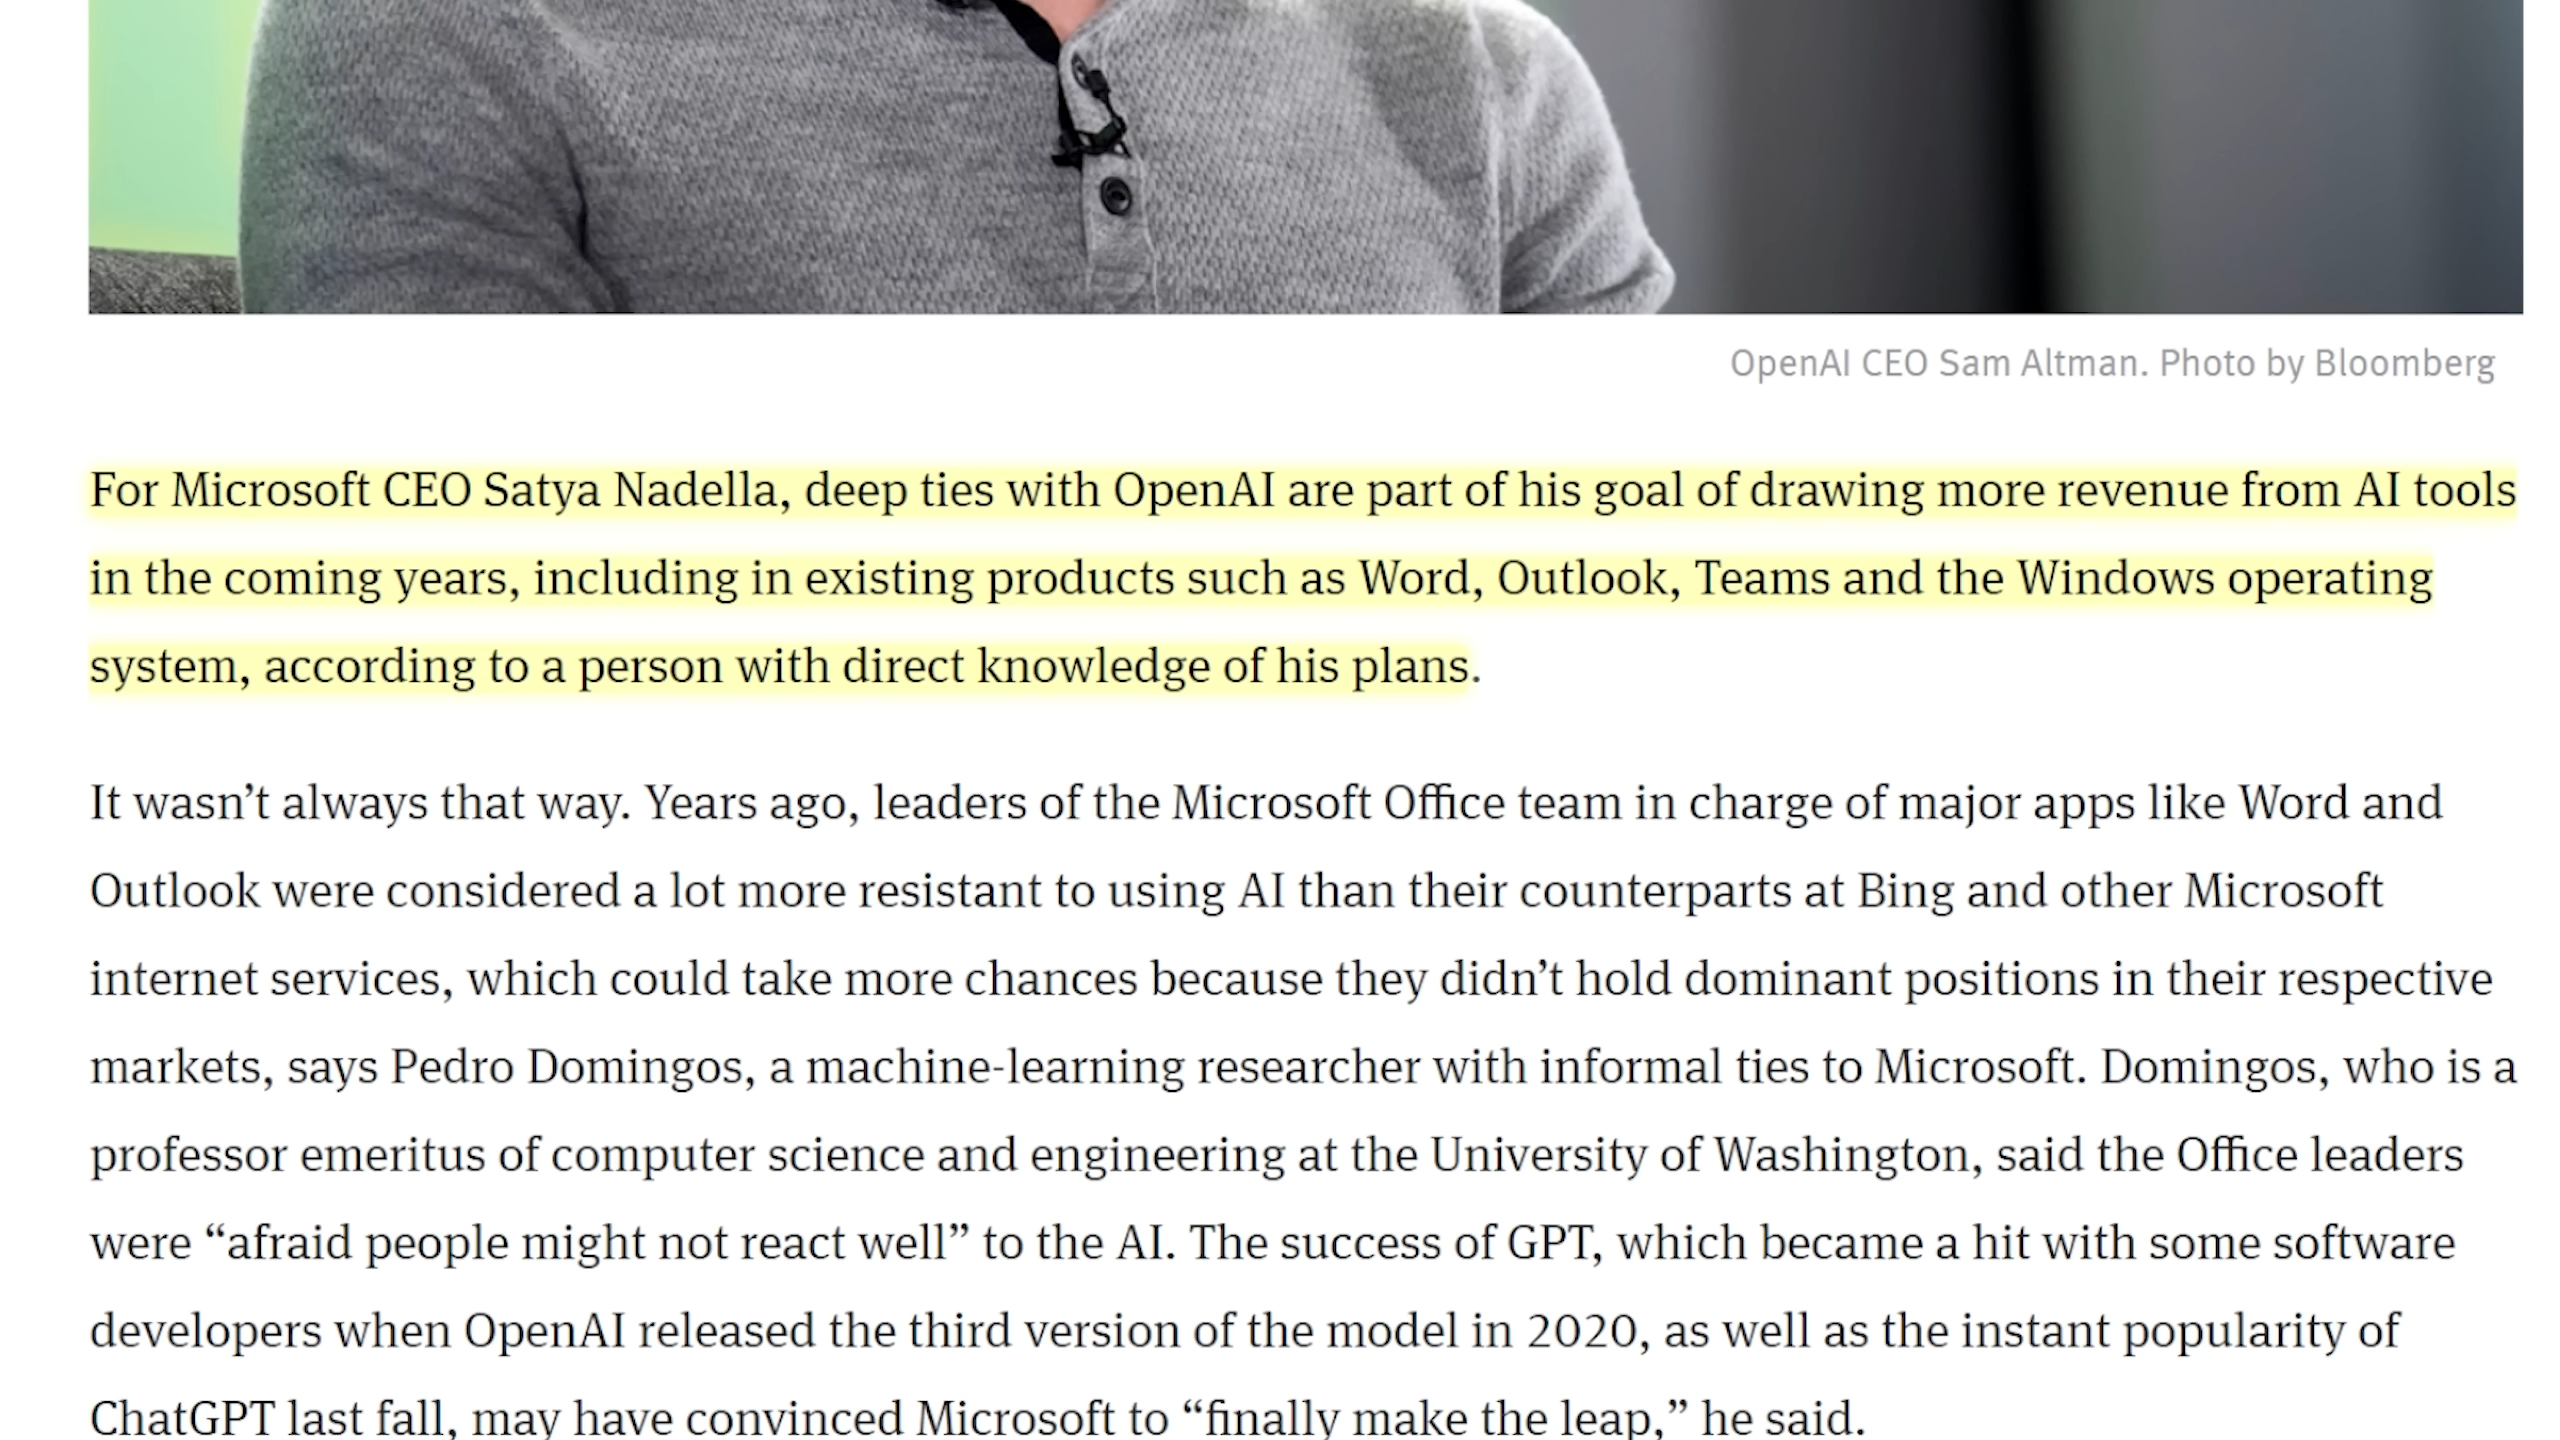 OpenAI CEO Sam Altman. Photo by Bloomberg
For Microsoft CEO Satya Nadella, deep ties with OpenAI are part of his goal of drawing more revenue from AI tools
in the coming years, including in existing products such as Word, Outlook, Teams and the Windows operating
system, according to a person with direct knowledge of his plans.
It wasn’t always that way. Years ago, leaders of the Microsoft Office team in charge of major apps like Word and
Outlook were considered a lot more resistant to using AI than their counterparts at Bing and other Microsoft
internet services, which could take more chances because they didn’t hold dominant positions in their respective
markets, says Pedro Domingos, a machine-learning researcher with informal ties to Microsoft. Domingos, who is a
professor emeritus of computer science and engineering at the University of Washington, said the Office leaders
were “afraid people might not react well” to the AI. The success of GPT, which became a hit with some software
developers when OpenAI released the third version of the model in 2020, as well as the instant popularity of
ChatGPT last fall, may have convinced Microsoft to “finally make the leap,” he said.